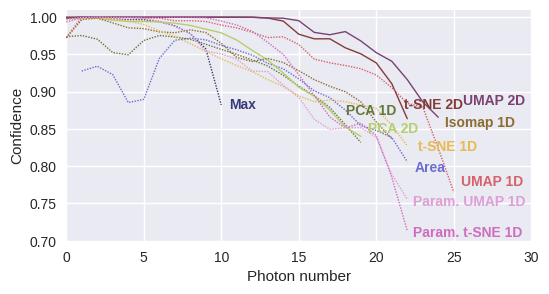 1.00
0.95
0.90
0.85
0.80
0.75
0.70
Confidence
Max
PCA 1D
t-SNE 2D
UMAP 2D
PCA 2D
Isomap 1D
t-SNE 1D
Area
UMAP 1D
Param. UMAP 1D
Param. t-SNE 1D
0 5 10 15 20 25 30
Photon number